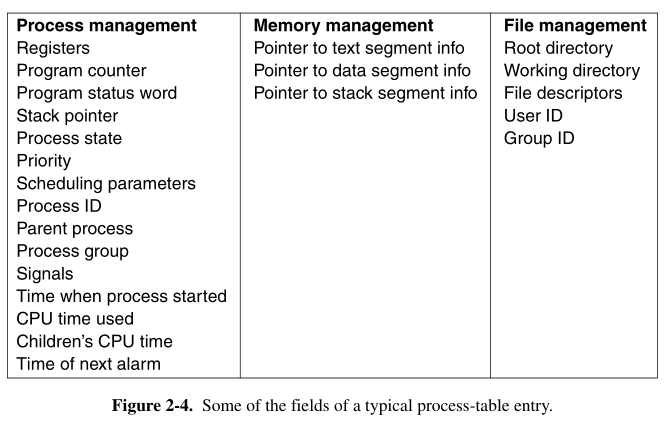 Process management
Registers
Program counter
Program status word
Stack pointer
Process state
Priority
Scheduling parameters
Process ID
Parent process
Process group
Signals
Time when process started
CPU time used
Children’s CPU time
Time of next alarm
Memory management
Pointer to text segment info
Pointer to data segment info
Pointer to stack segment info
File management
Root directory
Working directory
File descriptors
User ID
Group ID
Figure 2-4. Some of the fields of a typical process-table entry.